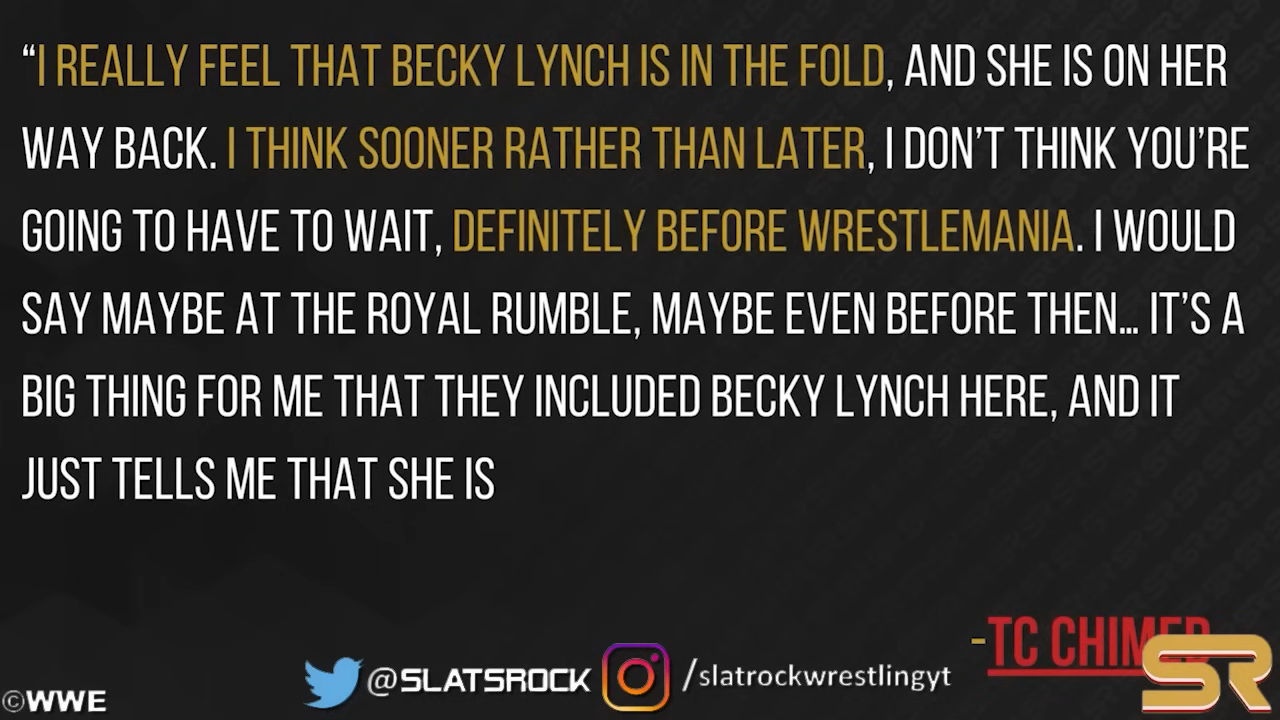 “I REALLY FEEL THAT BECKY LYNCH IS IN THE FOLD, AND SHE IS ON HER
WAY BACK. I THINK SOONER RATHER THAN LATER, I DON’T THINK YOU’RE
GOING TO HAVE TO WAIT, DEFINITELY BEFORE WRESTLEMANIA. I WOULD
SAY MAYBE AT THE ROYAL RUMBLE, MAYBE EVEN BEFORE THEN... IT’S A
BIG THING FOR ME THAT THEY INCLUDED BECKY LYNCH HERE, AND IT
JUST TELLS ME THAT SHE IS
-TC
@SLATSROCK /slatrockwrestlingyt
SR
©WWE